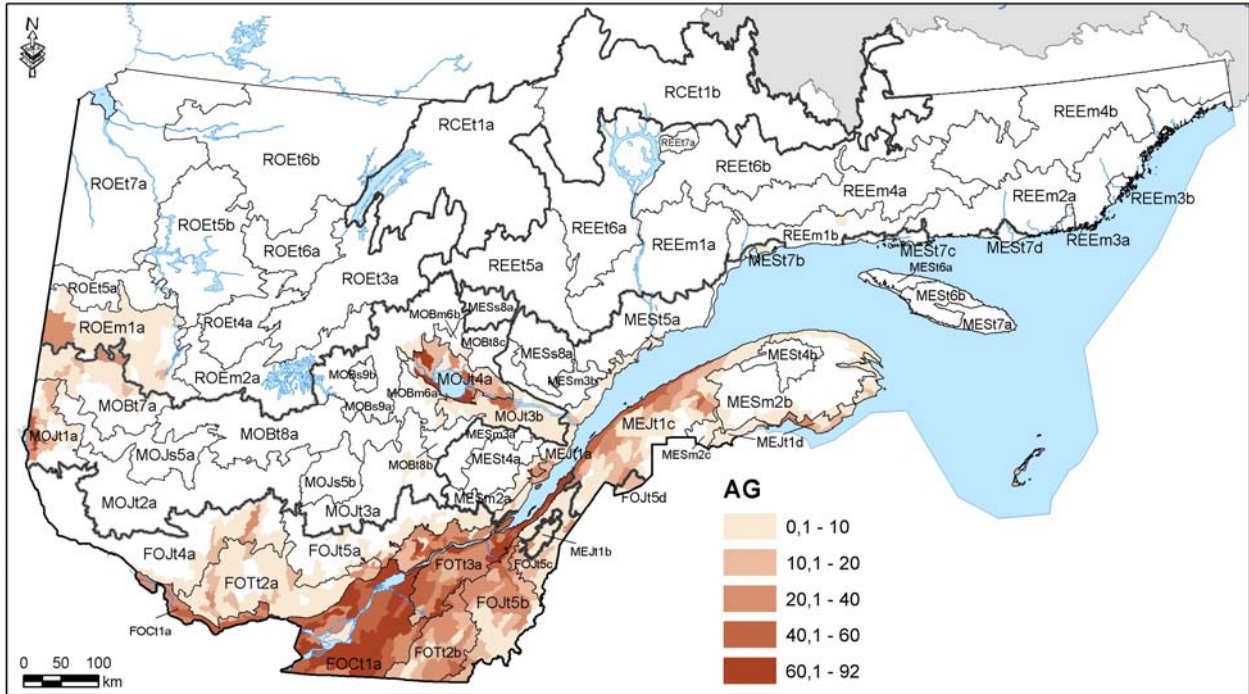 N
RCEt1b
REEm4b
RCEt1a
REEt7a
ROEt6b
REEt6b
ROEt7a
REEm4a
REEm2a
ROEt5b
REEm3b
ROEt6a
REEt6a
REEm1a
REEm1b
REEm3a
MESt7c
MESt7d
MESt7b
ROEt3a
REEt5a
MESt6a
ROEt5a
MESt6b
MESs8a
MOBm6b
MESt5a
MESt7a
ROEm1a
ROEt4a
MOBt8c
MESs8a
MESt4b
ROEm2a
MOBs9b
MOJt4a
MESm3b
MOBm6a
MOBt7a
MOBs9a
MOJt3b
MEJt1c
MESm2b
MOJt1a
MOBt8a
MESm3a
MEJt1d
MOJs5a
MOBt8b
MESt4a
MEJt1a
MESm2c
MOJt2a
MOJs5b
MESm2a
FOJt5d
MOJt3a
FOJt4a
FOJt5a
MEJt1b
FOTt3a
FOJt5c
FOTt2a
FOJt5b
FOCt1a
FOTt2b
FOCt1a
AG
0,1 - 10
10,1 - 20
20,1 - 40
40,1 - 60
60,1 - 92
0 50 100
km